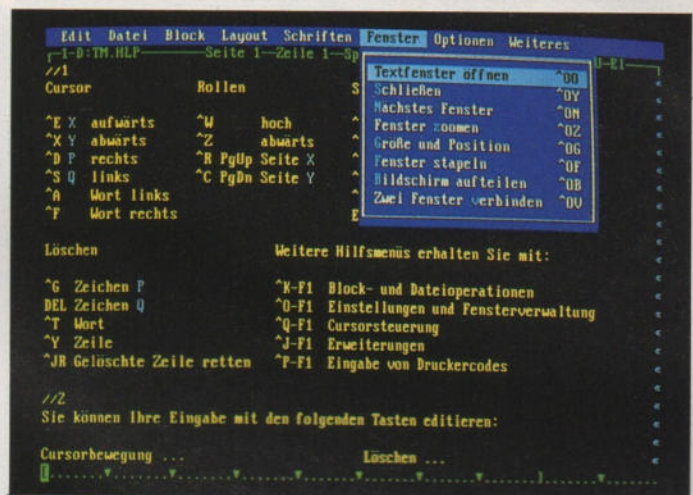 Edit Datei Block Layout Schriften Fenster Optionen Weiteres
1-D:TM.HLP Seite 1 Zeile 1 Sp U-E1
//1
Cursor Rollen S
^E X aufwärts ^W hoch ^
^X Y abwärts ^Z abwärts ^
^D P rechts ^R PgUp Seite X ^
^S Q links ^C PgDn Seite Y ^
^A Wort links
^F Wort rechts E
Textfenster öffnen ^OO
Schließen ^OY
Nächstes Fenster ^ON
Fenster zoomen ^OZ
Große und Position ^OG
Fenster stapeln ^OF
Bildschirm aufteilen ^OB
Zwei Fenster verbinden ^OV
Löschen Weitere Hilfsmenüs erhalten Sie mit:
^G Zeichen P ^K-F1 Block- und Dateioperationen
DEL Zeichen Q ^O-F1 Einstellungen und Fensterverwaltung
^T Wort ^Q-F1 Cursorsteuerung
^Y Zeile ^J-F1 Erweiterungen
^JR Gelöschte Zeile retten ^P-F1 Eingabe von Druckercodes
//2
Sie können Ihre Eingabe mit den folgenden Tasten editieren:
Cursorbewegung ... Löschen ...